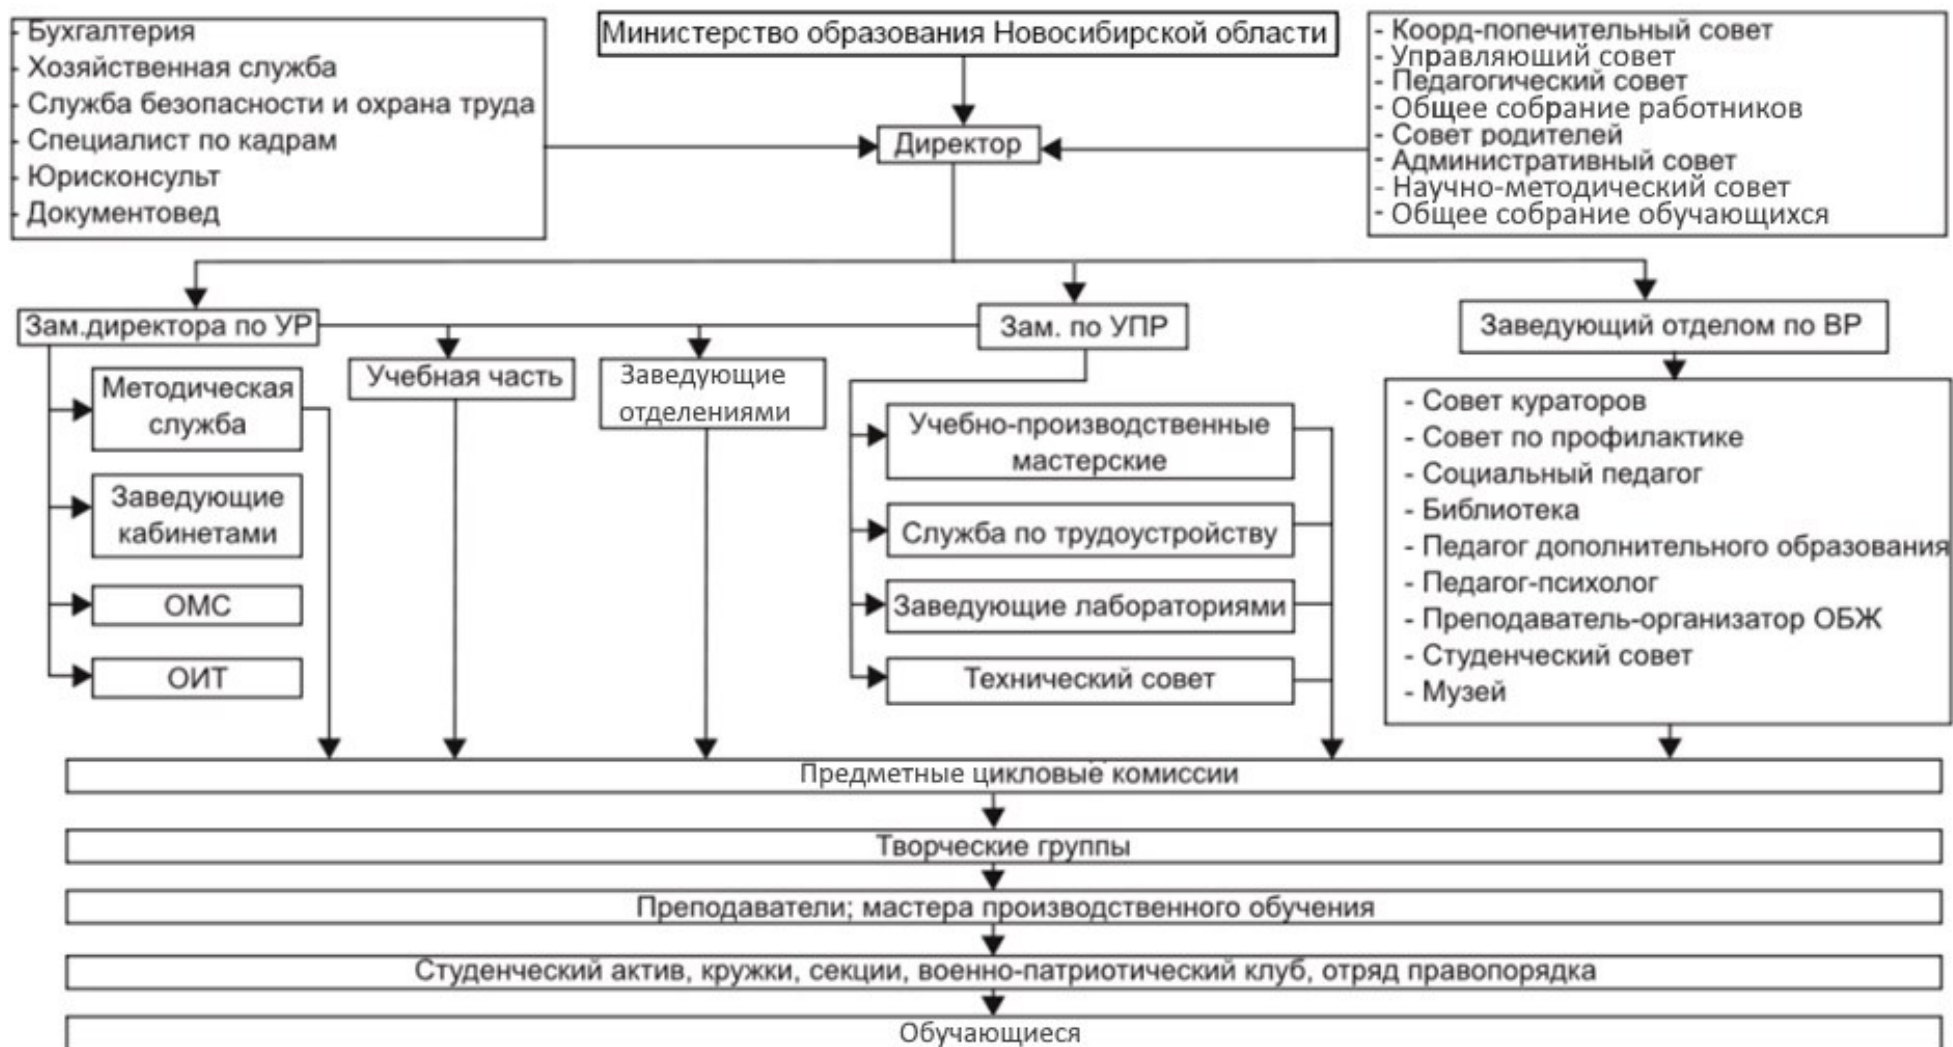 - Бухгалтерия
- Хозяйственная служба
- Служба безопасности и охрана труда
- Специалист по кадрам
- Юрисконсульт
- Документовед
Министерство образования Новосибирской области
- Коорд-попечительный совет
- Управляющий совет
- Педагогический совет
- Общее собрание работников
- Совет родителей
- Административный совет
- Научно-методический совет
- Общее собрание обучающихся
Директор
Зам.директора по УР
Зам. по УПР
Заведующий отделом по ВР
Методическая
служба
Заведующие
кабинетами
ОМС
ОИТ
Учебная часть
Заведующие
отделениями
Учебно-производственные
мастерские
Служба по трудоустройству
Заведующие лабораториями
Технический совет
- Совет кураторов
- Совет по профилактике
- Социальный педагог
- Библиотека
- Педагог дополнительного образования
- Педагог-психолог
- Преподаватель-организатор ОБЖ
- Студенческий совет
- Музей
Предметные цикловые комиссии
Творческие группы
Преподаватели; мастера производственного обучения
Студенческий актив, кружки, секции, военно-патриотический клуб, отряд правопорядка
Обучающиеся